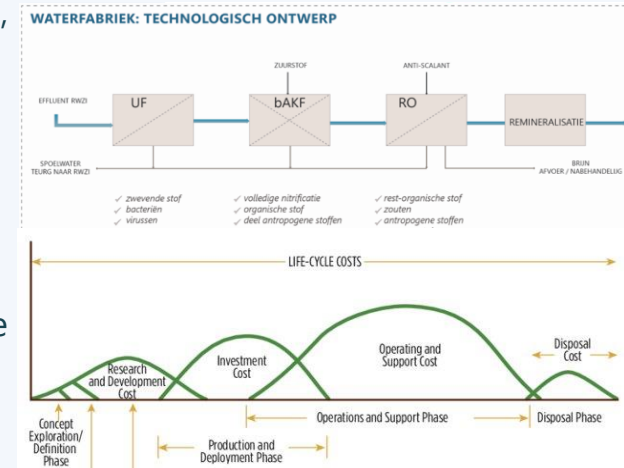 ,
WATERFABRIEK: TECHNOLOGISCH ONTWERP
ZUURSTOF
ANTI-SCALANT
EFFLUENT RWZI
UF
bAKF
RO
REMINERALISATIE
SPOELWATER
TEURG NAAR RWZI
BRIJN
AFVOER / NABEHANDELIG
✓ zwevende stof
✓ bacteriën
✓ virussen
✓ volledige nitrificatie
✓ organische stof
✓ deel antropogene stoffen
✓ rest-organische stof
✓ zouten
✓ antropogene stoffen
e
LIFE-CYCLE COSTS
Research
and Development
Cost
Investment
Cost
Operating and
Support Cost
Disposal
Cost
Concept
Exploration/
Definition
Phase
Production and
Deployment Phase
Operations and Support Phase
Disposal Phase